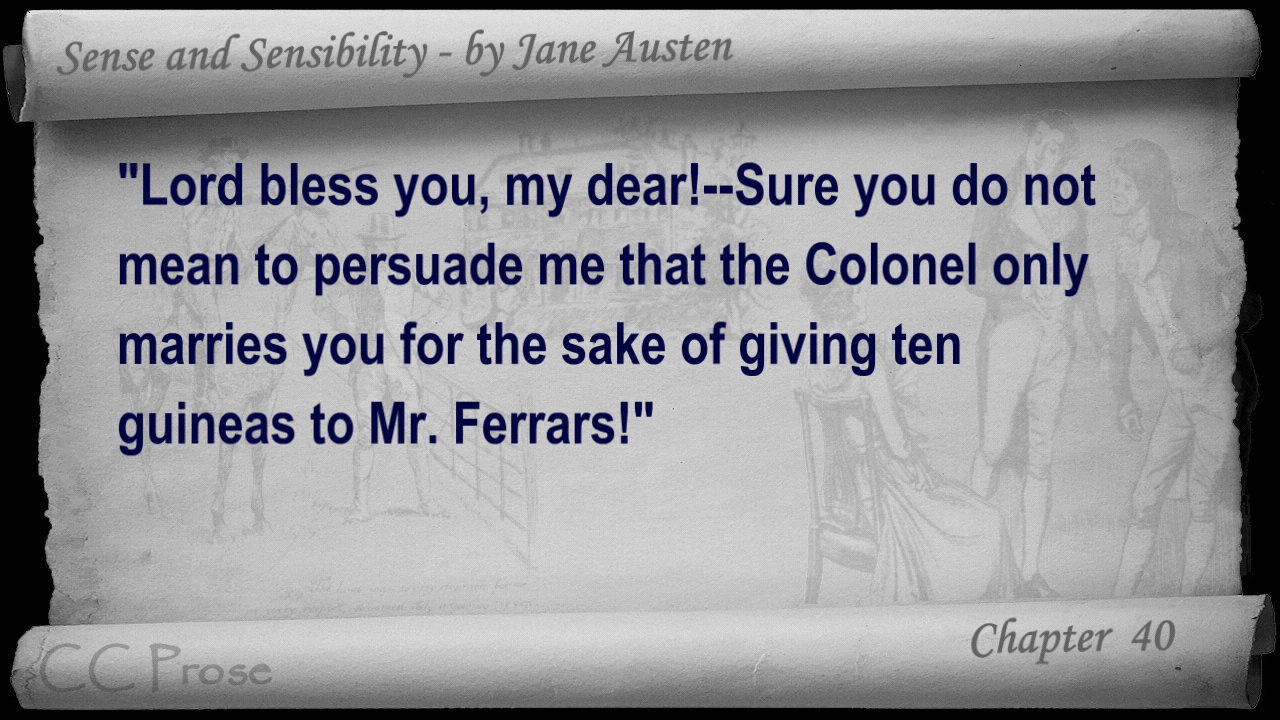 Sense and Sensibility - by Jane Austen
"Lord bless you, my dear!--Sure you do not
mean to persuade me that the Colonel only
marries you for the sake of giving ten
guineas to Mr. Ferrars!"
Chapter 40
CC Prose